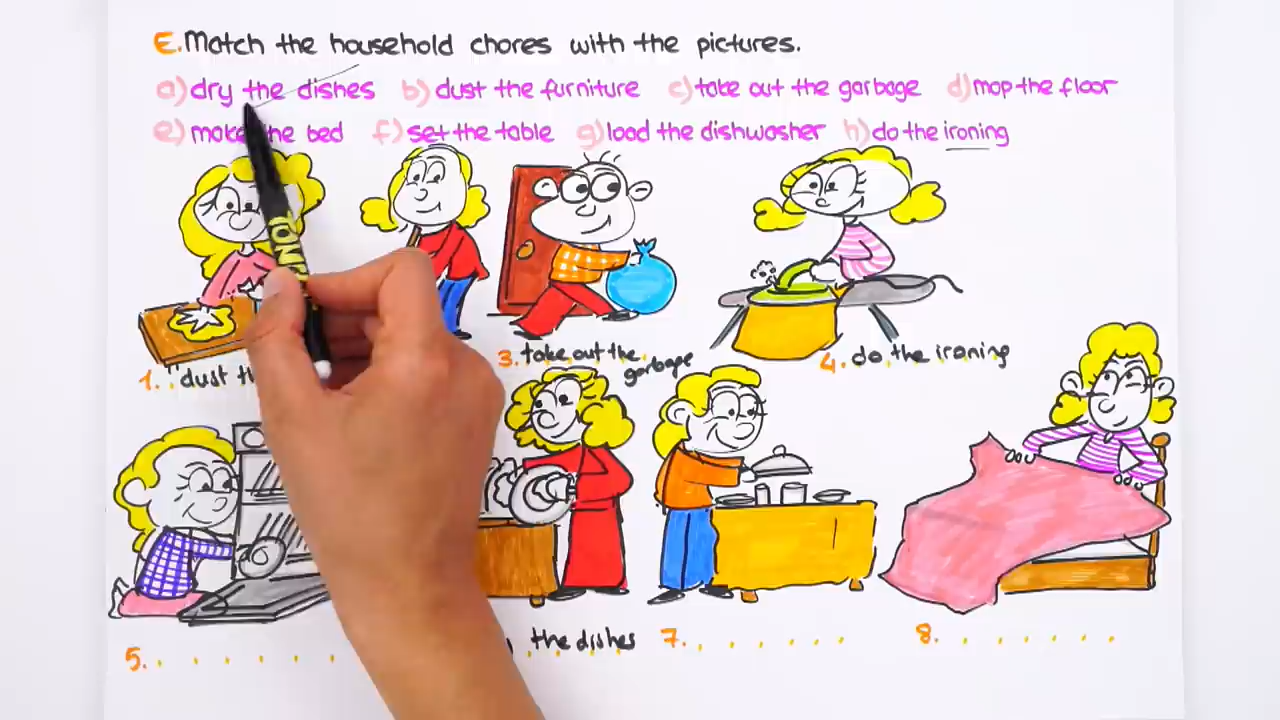 E. Match the household chores with the pictures.
a) dry the dishes b) dust the furniture c) take out the garbage d) mop the floor
e) make the bed f) set the table g) load the dishwasher h) do the ironing
1. dust
3. take out the garbage
4. do the ironing
5.
the dishes
7.
8.